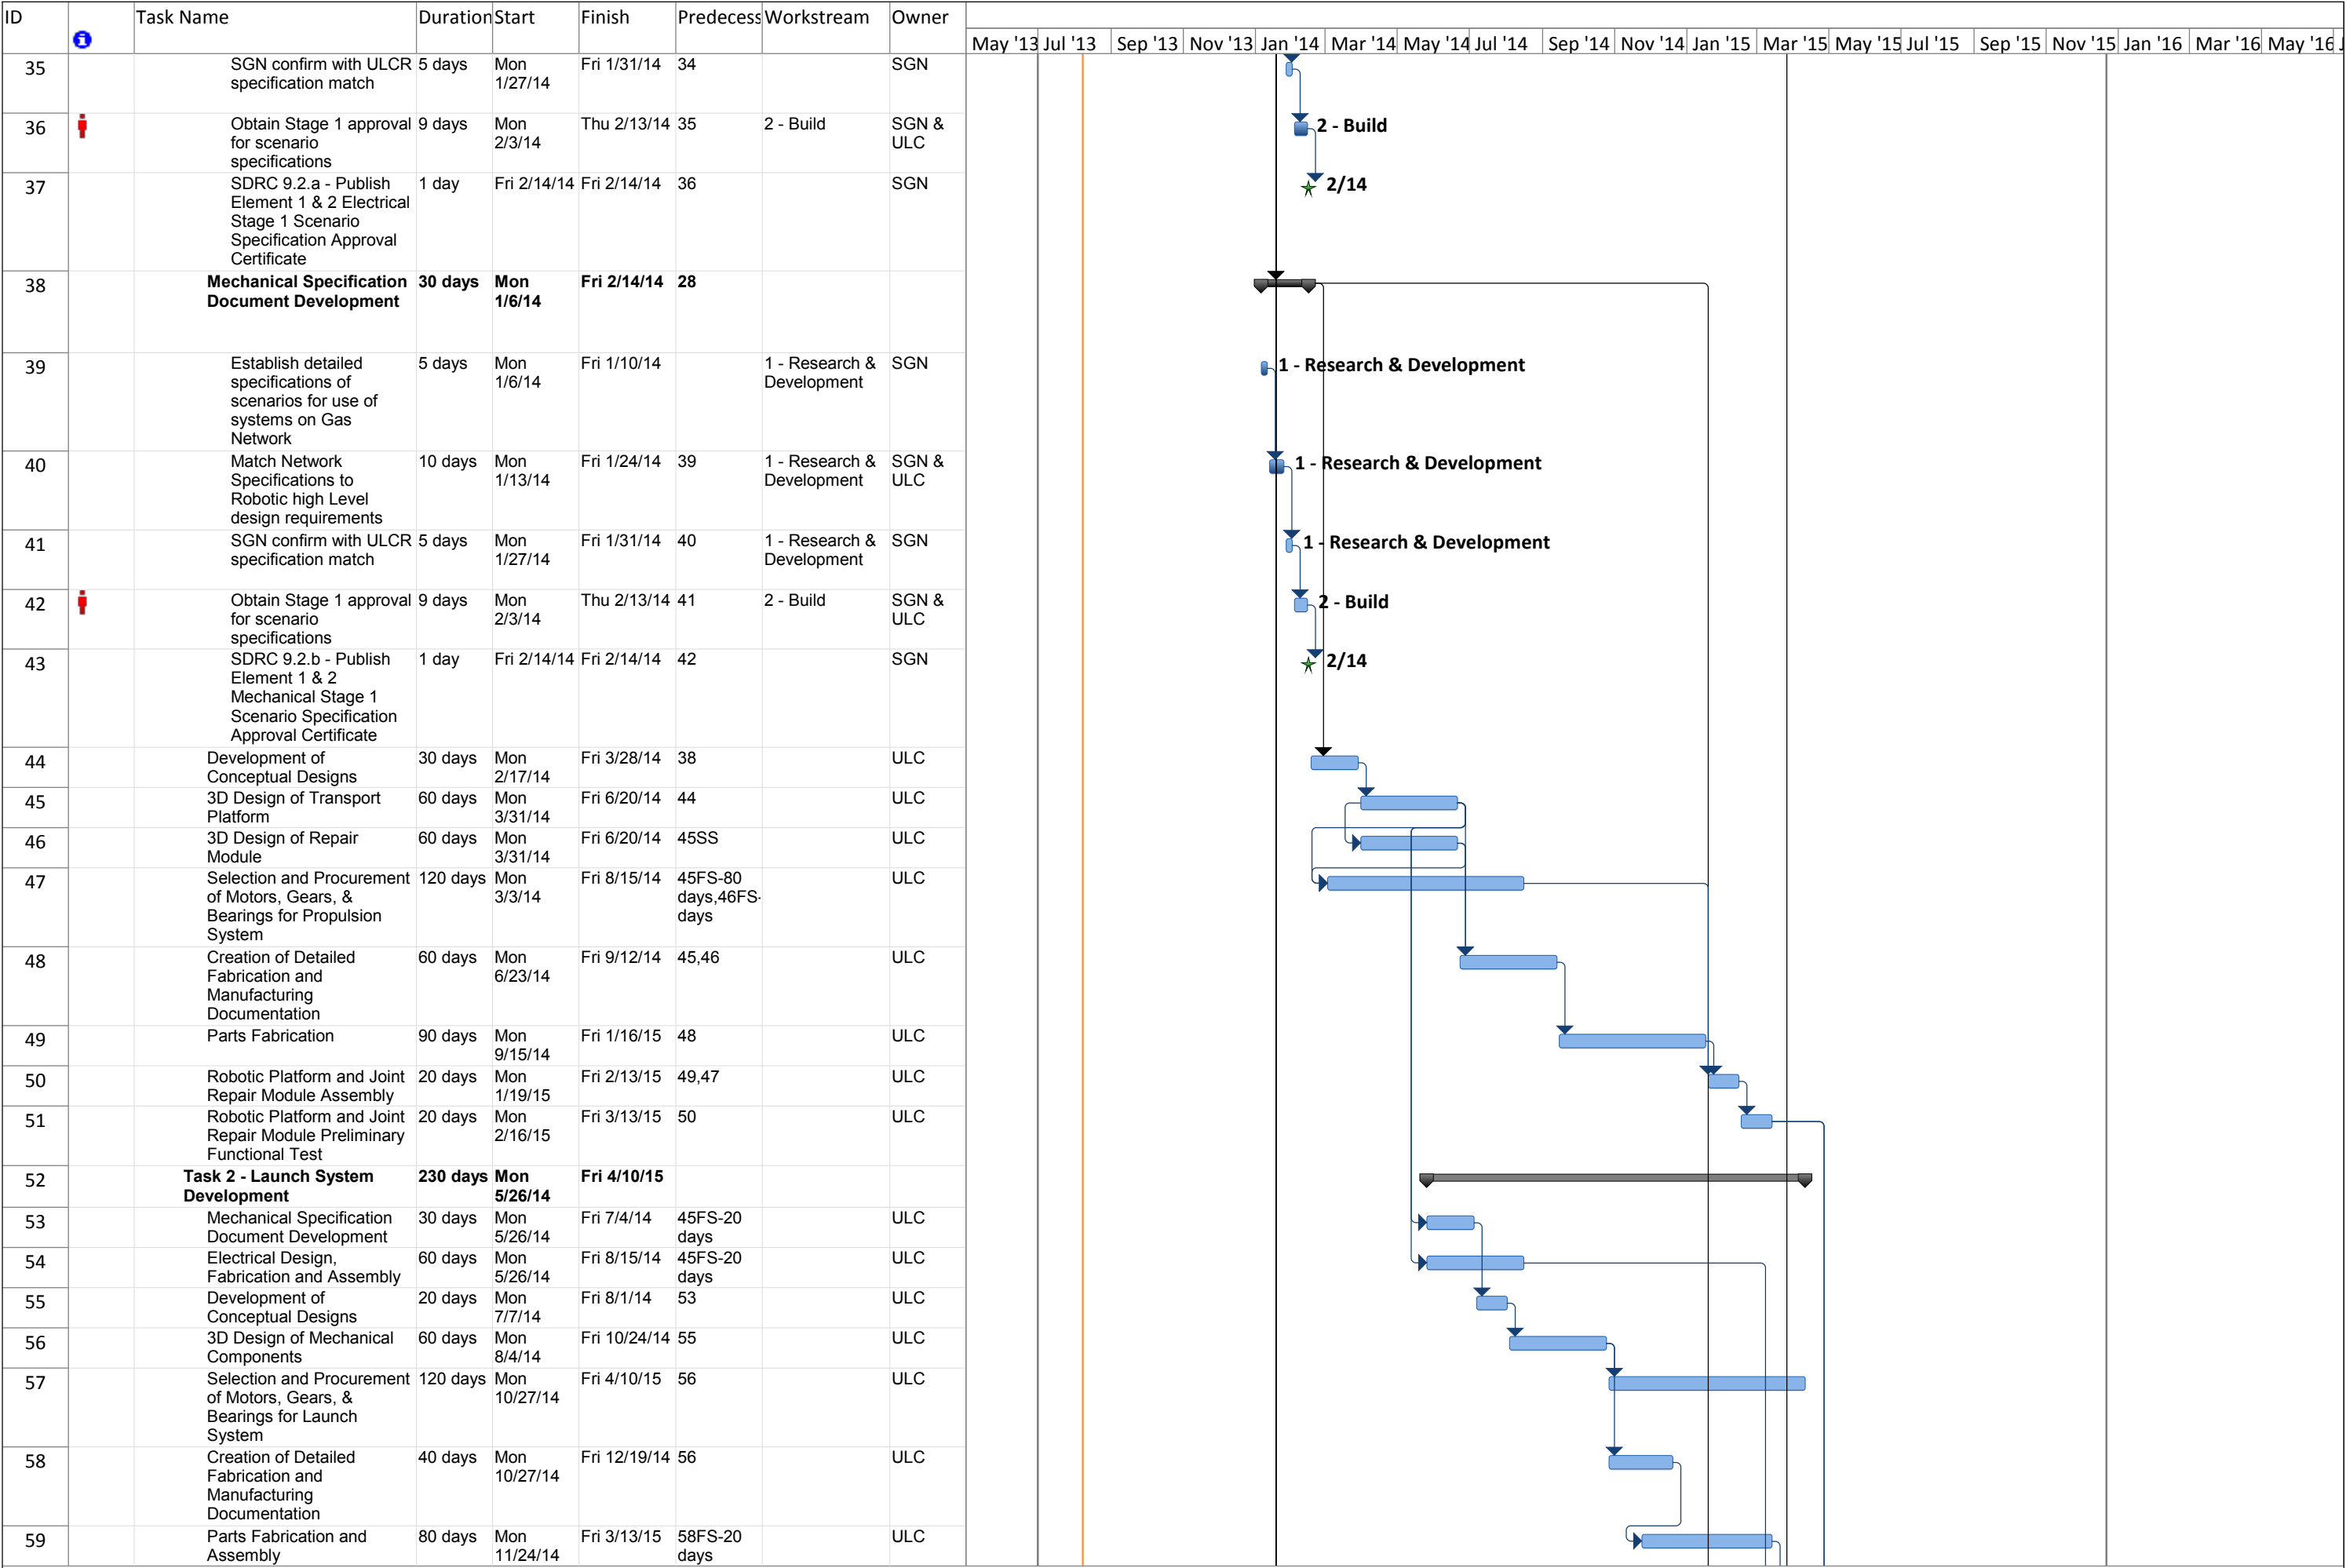 ID Task Name Duration Start Finish Predecess Workstream Owner
May '13 Jul '13 Sep '13 Nov '13 Jan '14 Mar '14 May '14 Jul '14 Sep '14 Nov '14 Jan '15 Mar '15 May '15 Jul '15 Sep '15 Nov '15 Jan '16 Mar '16 May '16
35 SGN confirm with ULCR 5 days Mon Fri 1/31/14 34 SGN
specification match 1/27/14
36 Obtain Stage 1 approval 9 days Mon Thu 2/13/14 35 2 - Build SGN & 2 - Build
for scenario 2/3/14 ULC
specifications
37 SDRC 9.2.a - Publish 1 day Fri 2/14/14 Fri 2/14/14 36 SGN 2/14
Element 1 & 2 Electrical
Stage 1 Scenario
Specification Approval
Certificate
38 Mechanical Specification 30 days Mon Fri 2/14/14 28
Document Development 1/6/14
39 Establish detailed 5 days Mon Fri 1/10/14 1 - Research & SGN 1 - Research & Development
specifications of 1/6/14 Development
scenarios for use of
systems on Gas
Network
40 Match Network 10 days Mon Fri 1/24/14 39 1 - Research & SGN & 1 - Research & Development
Specifications to 1/13/14 Development ULC
Robotic high Level
design requirements
41 SGN confirm with ULCR 5 days Mon Fri 1/31/14 40 1 - Research & SGN 1 - Research & Development
specification match 1/27/14 Development
42 Obtain Stage 1 approval 9 days Mon Thu 2/13/14 41 2 - Build SGN & 2 - Build
for scenario 2/3/14 ULC
specifications
43 SDRC 9.2.b - Publish 1 day Fri 2/14/14 Fri 2/14/14 42 SGN 2/14
Element 1 & 2
Mechanical Stage 1
Scenario Specification
Approval Certificate
44 Development of 30 days Mon Fri 3/28/14 38 ULC
Conceptual Designs 2/17/14
45 3D Design of Transport 60 days Mon Fri 6/20/14 44 ULC
Platform 3/31/14
46 3D Design of Repair 60 days Mon Fri 6/20/14 45SS ULC
Module 3/31/14
47 Selection and Procurement 120 days Mon Fri 8/15/14 45FS-80 ULC
of Motors, Gears, & 3/3/14 days,46FS-
Bearings for Propulsion days
System
48 Creation of Detailed 60 days Mon Fri 9/12/14 45,46 ULC
Fabrication and 6/23/14
Manufacturing
Documentation
49 Parts Fabrication 90 days Mon Fri 1/16/15 48 ULC
9/15/14
50 Robotic Platform and Joint 20 days Mon Fri 2/13/15 49,47 ULC
Repair Module Assembly 1/19/15
51 Robotic Platform and Joint 20 days Mon Fri 3/13/15 50 ULC
Repair Module Preliminary 2/16/15
Functional Test
52 Task 2 - Launch System 230 days Mon Fri 4/10/15
Development 5/26/14
53 Mechanical Specification 30 days Mon Fri 7/4/14 45FS-20 ULC
Document Development 5/26/14 days
54 Electrical Design, 60 days Mon Fri 8/15/14 45FS-20 ULC
Fabrication and Assembly 5/26/14 days
55 Development of 20 days Mon Fri 8/1/14 53 ULC
Conceptual Designs 7/7/14
56 3D Design of Mechanical 60 days Mon Fri 10/24/14 55 ULC
Components 8/4/14
57 Selection and Procurement 120 days Mon Fri 4/10/15 56 ULC
of Motors, Gears, & 10/27/14
Bearings for Launch
System
58 Creation of Detailed 40 days Mon Fri 12/19/14 56 ULC
Fabrication and 10/27/14
Manufacturing
Documentation
59 Parts Fabrication and 80 days Mon Fri 3/13/15 58FS-20 ULC
Assembly 11/24/14 days